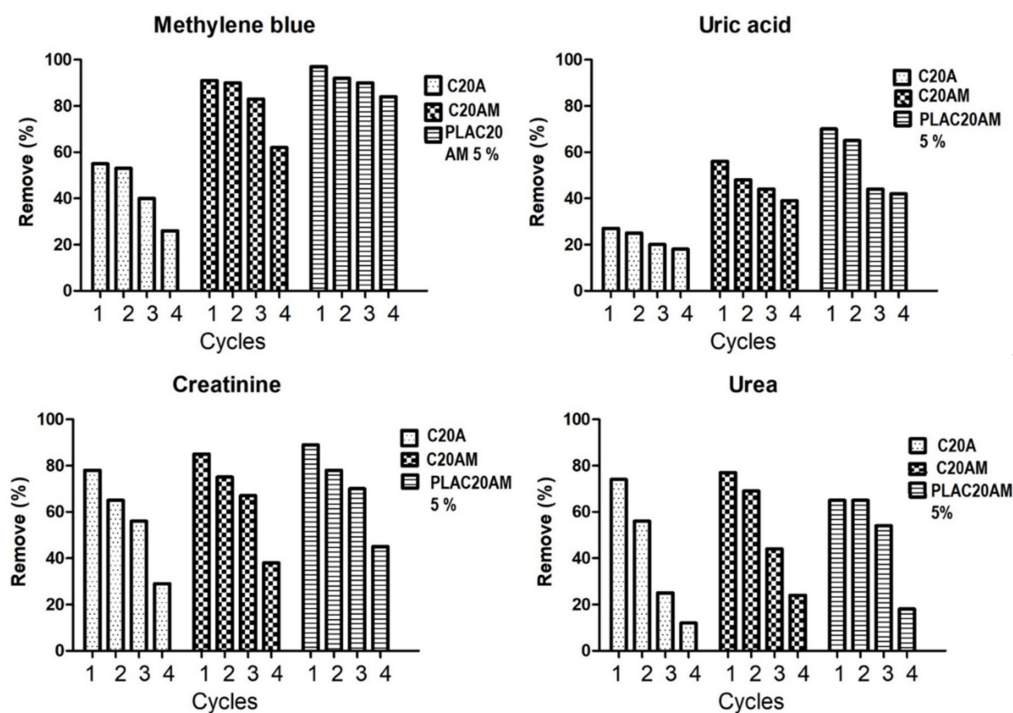 Methylene blue
100
80
60
40
20
0
Remove (%)
1 2 3 4 1 2 3 4 1 2 3 4
Cycles
C20A
C20AM
PLAC20
AM 5 %
Uric acid
100
80
60
40
20
0
Remove (%)
1 2 3 4 1 2 3 4 1 2 3 4
Cycles
C20A
C20AM
PLAC20AM
5 %
Creatinine
100
80
60
40
20
0
Remove (%)
1 2 3 4 1 2 3 4 1 2 3 4
Cycles
C20A
C20AM
PLAC20AM
5 %
Urea
100
80
60
40
20
0
Remove (%)
1 2 3 4 1 2 3 4 1 2 3 4
Cycles
C20A
C20AM
PLAC20AM
5%